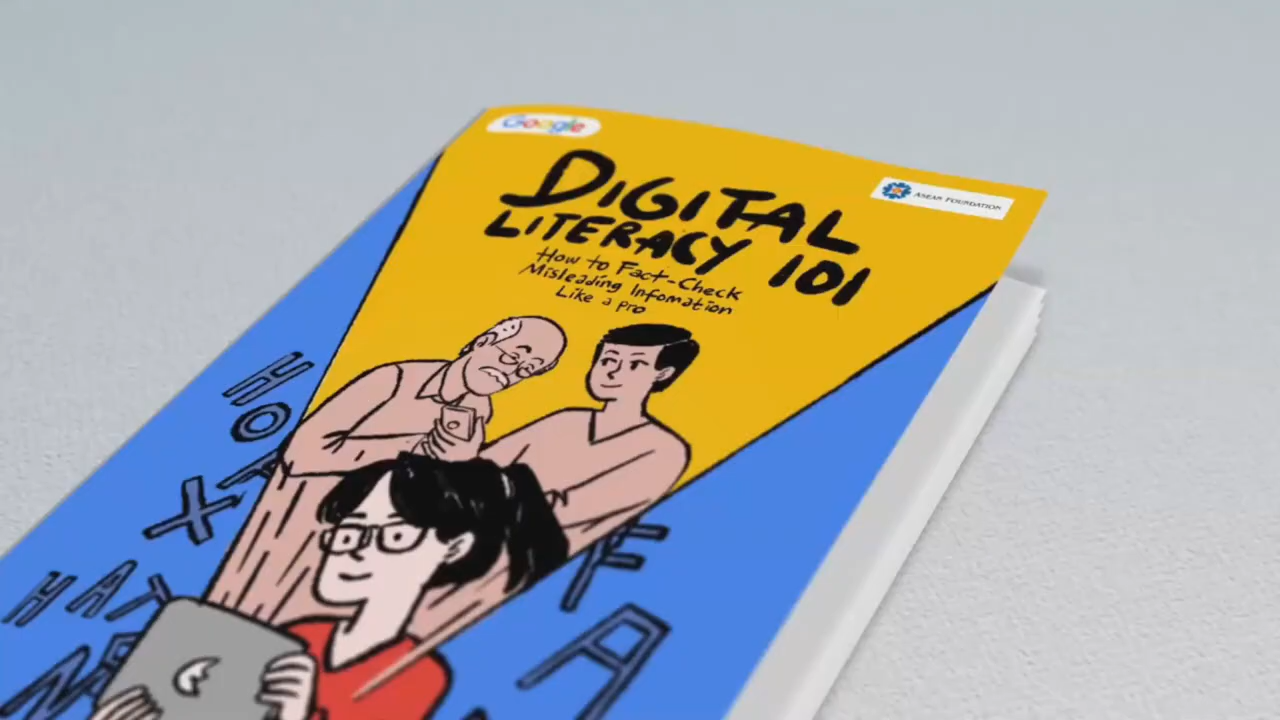 Google
ASEAN FOUNDATION
DIGITAL
LITERACY 101
How to Fact-Check
Misleading Infomation
Like a pro
H
O
A
X
F
A